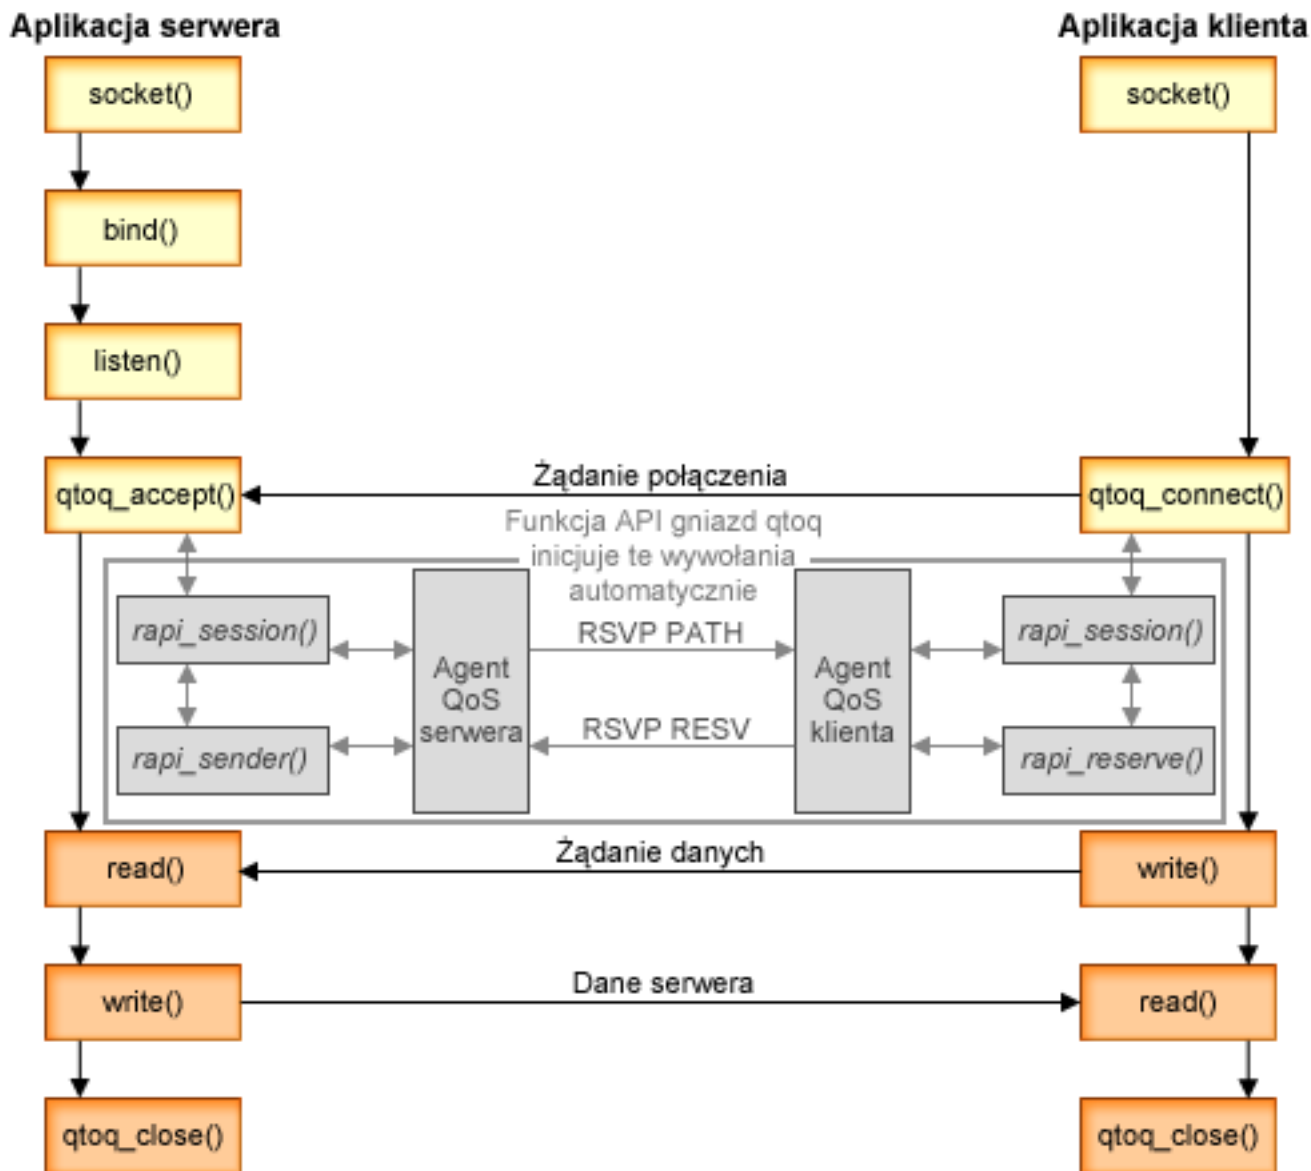 Aplikacja serwera
Aplikacja klienta
socket()
socket()
bind()
listen()
qtoq_accept()
Żądanie połączenia
qtoq_connect()
Funkcja API gniazd qtoq
inicjuje te wywołania
automatycznie
rapi_session()
RSVP PATH
rapi_session()
Agent
QoS
serwera
Agent
QoS
klienta
rapi_sender()
RSVP RESV
rapi_reserve()
read()
Żądanie danych
write()
write()
Dane serwera
read()
qtoq_close()
qtoq_close()